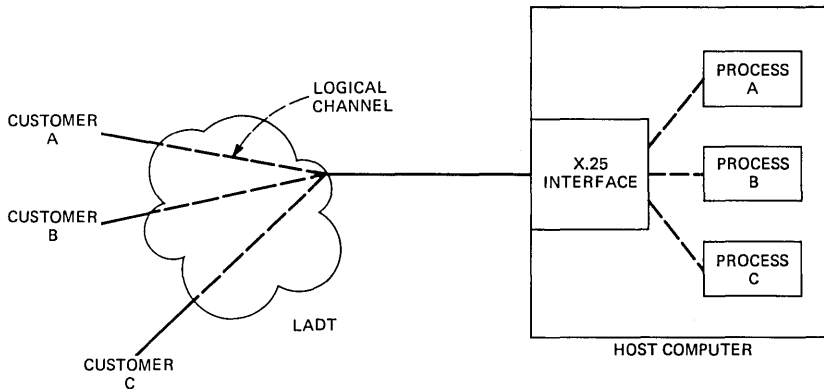 LOGICAL
CHANNEL
CUSTOMER
A
CUSTOMER
B
CUSTOMER
C
LADT
X.25
INTERFACE
PROCESS
A
PROCESS
B
PROCESS
C
HOST COMPUTER